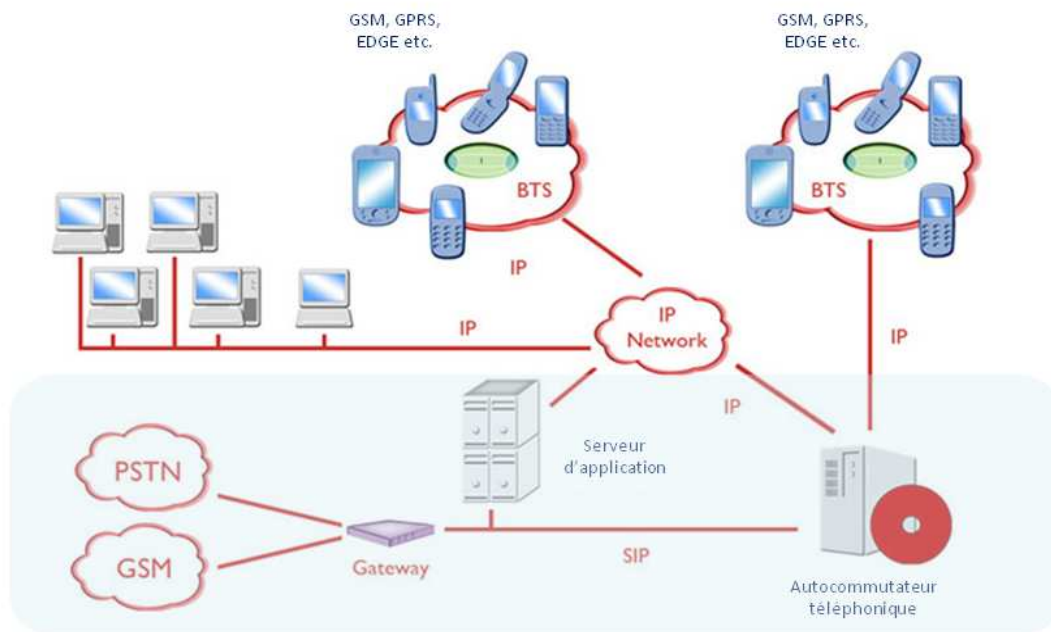 GSM, GPRS,
EDGE etc.
GSM, GPRS,
EDGE etc.
BTS
BTS
IP
IP
IP
Network
IP
IP
IP
PSTN
GSM
Gateway
Serveur
d'application
SIP
Autocommutateur
téléphonique